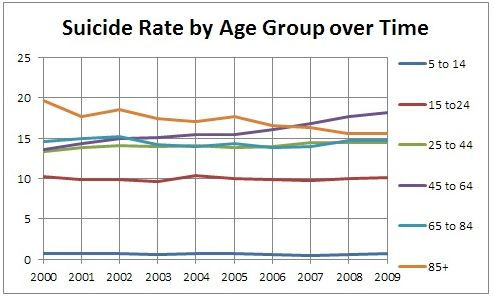 Suicide Rate by Age Group over Time
25
20
15
10
5
0
2000 2001 2002 2003 2004 2005 2006 2007 2008 2009
5 to 14
15 to24
25 to 44
45 to 64
65 to 84
85+